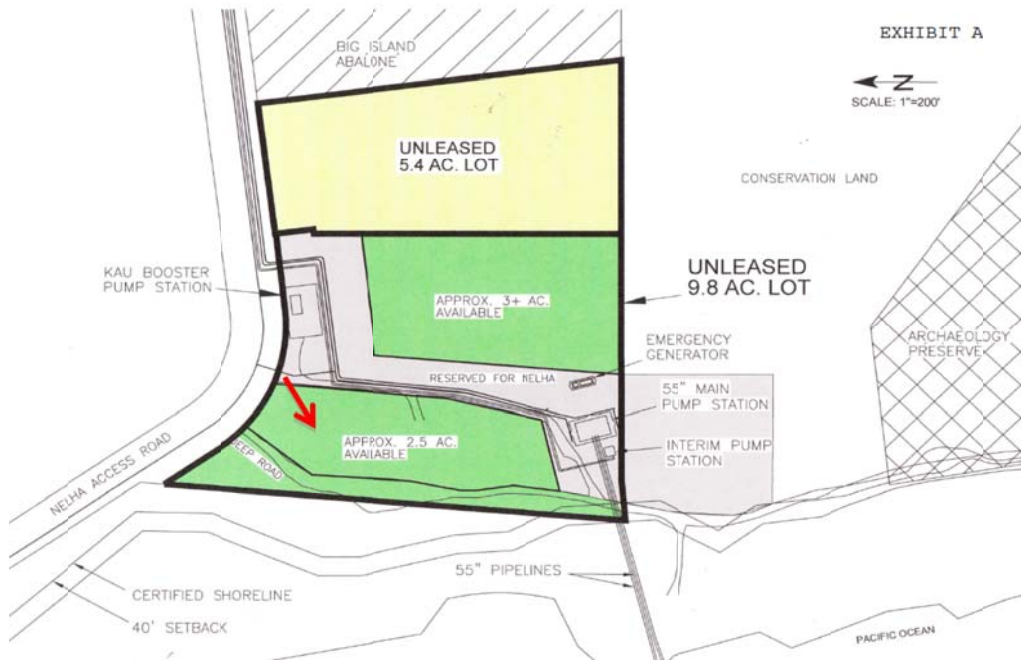 EXHIBIT A
BIG ISLAND
ABALONE
N
SCALE: 1"=200'
UNLEASED
5.4 AC. LOT
CONSERVATION LAND
KAU BOOSTER
PUMP STATION
UNLEASED
9.8 AC. LOT
APPROX. 3+ AC.
AVAILABLE
ARCHAEOLOGY
PRESERVE
EMERGENCY
GENERATOR
RESERVED FOR NELHA
55" MAIN
PUMP STATION
APPROX. 2.5 AC.
AVAILABLE
INTERIM PUMP
STATION
JEEP ROAD
NELHA ACCESS ROAD
55" PIPELINES
CERTIFIED SHORELINE
40' SETBACK
PACIFIC OCEAN